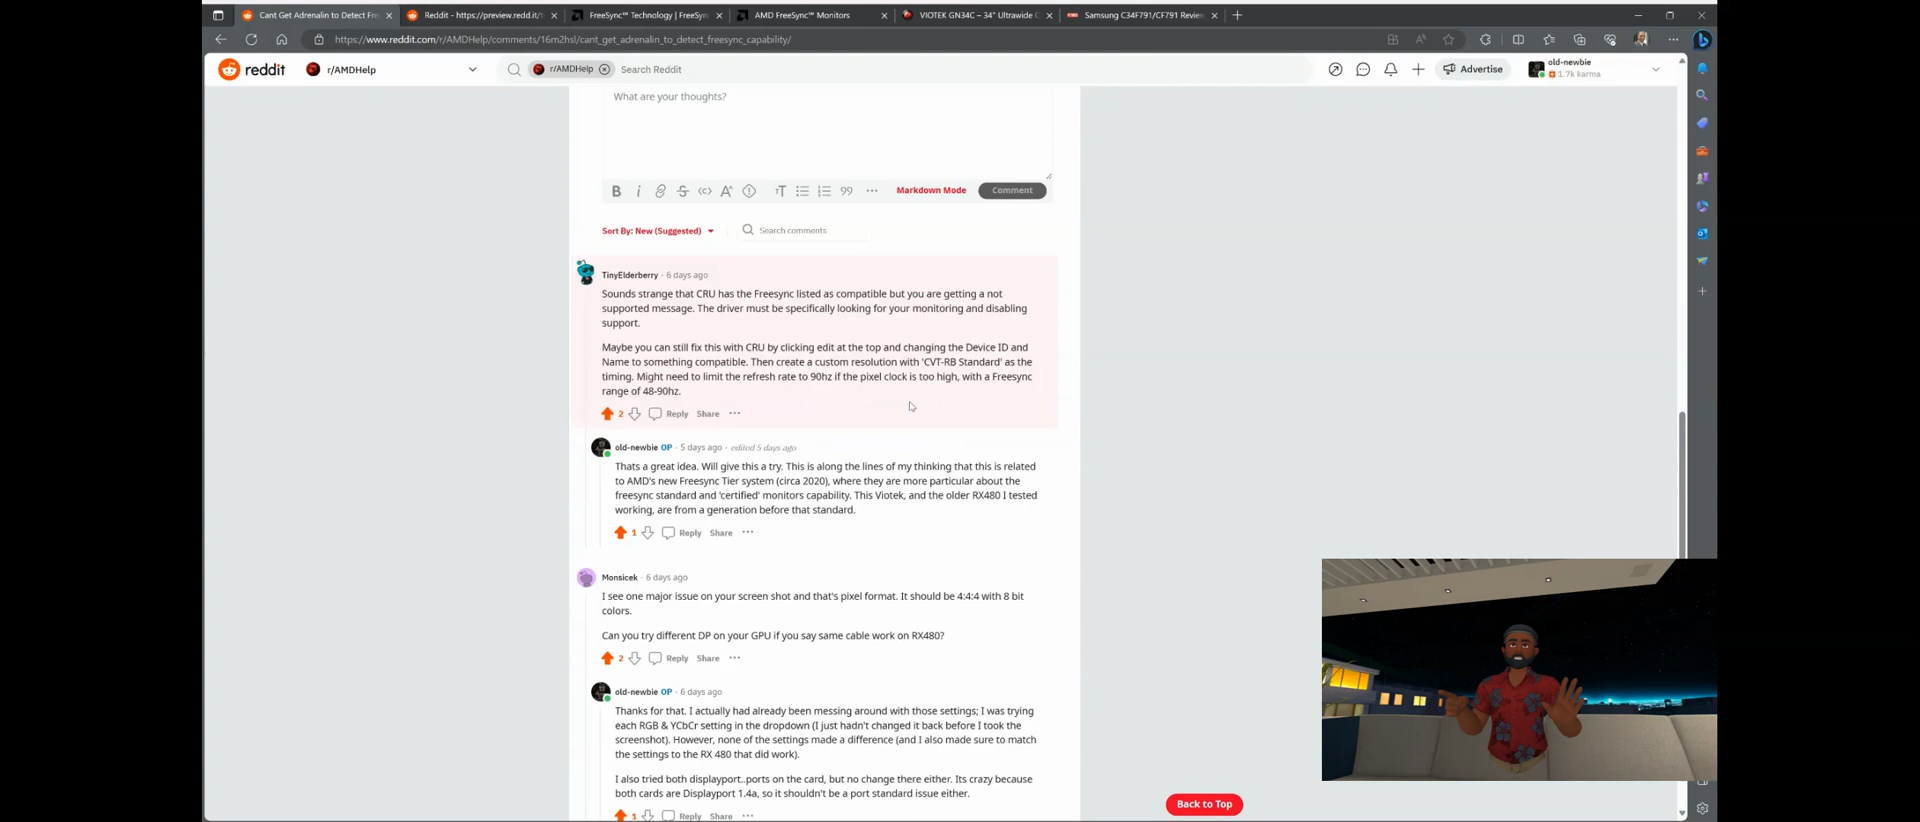 Cant Get Adrenalin to Detect Fre
Reddit - https://preview.redd.it/t
FreeSync™ Technology | FreeSyn
AMD FreeSync™ Monitors
VIOTEK GN34C – 34" Ultrawide C
Samsung C34F791/CF791 Review
https://www.reddit.com/r/AMDHelp/comments/16m2hsl/cant_get_adrenalin_to_detect_freesync_capability/
reddit
r/AMDHelp
r/AMDHelp
Search Reddit
Advertise
old-newbie
1.7k karma
What are your thoughts?
Markdown Mode
Comment
Sort By: New (Suggested)
Search comments
TinyElderberry · 6 days ago
Sounds strange that CRU has the Freesync listed as compatible but you are getting a not
supported message. The driver must be specifically looking for your monitoring and disabling
support.
Maybe you can still fix this with CRU by clicking edit at the top and changing the Device ID and
Name to something compatible. Then create a custom resolution with 'CVT-RB Standard' as the
timing. Might need to limit the refresh rate to 90hz if the pixel clock is too high, with a Freesync
range of 48-90hz.
2 Reply Share ···
old-newbie OP · 5 days ago · edited 5 days ago
Thats a great idea. Will give this a try. This is along the lines of my thinking that this is related
to AMD's new Freesync Tier system (circa 2020), where they are more particular about the
freesync standard and 'certified' monitors capability. This Viotek, and the older RX480 I tested
working, are from a generation before that standard.
1 Reply Share ···
Monsicek · 6 days ago
I see one major issue on your screen shot and that's pixel format. It should be 4:4:4 with 8 bit
colors.
Can you try different DP on your GPU if you say same cable work on RX480?
2 Reply Share ···
old-newbie OP · 6 days ago
Thanks for that. I actually had already been messing around with those settings; I was trying
each RGB & YCbCr setting in the dropdown (I just hadn't changed it back before I took the
screenshot). However, none of the settings made a difference (and I also made sure to match
the settings to the RX 480 that did work).
I also tried both displayport..ports on the card, but no change there either. Its crazy because
both cards are Displayport 1.4a, so it shouldn't be a port standard issue either.
1 Reply Share ···
Back to Top